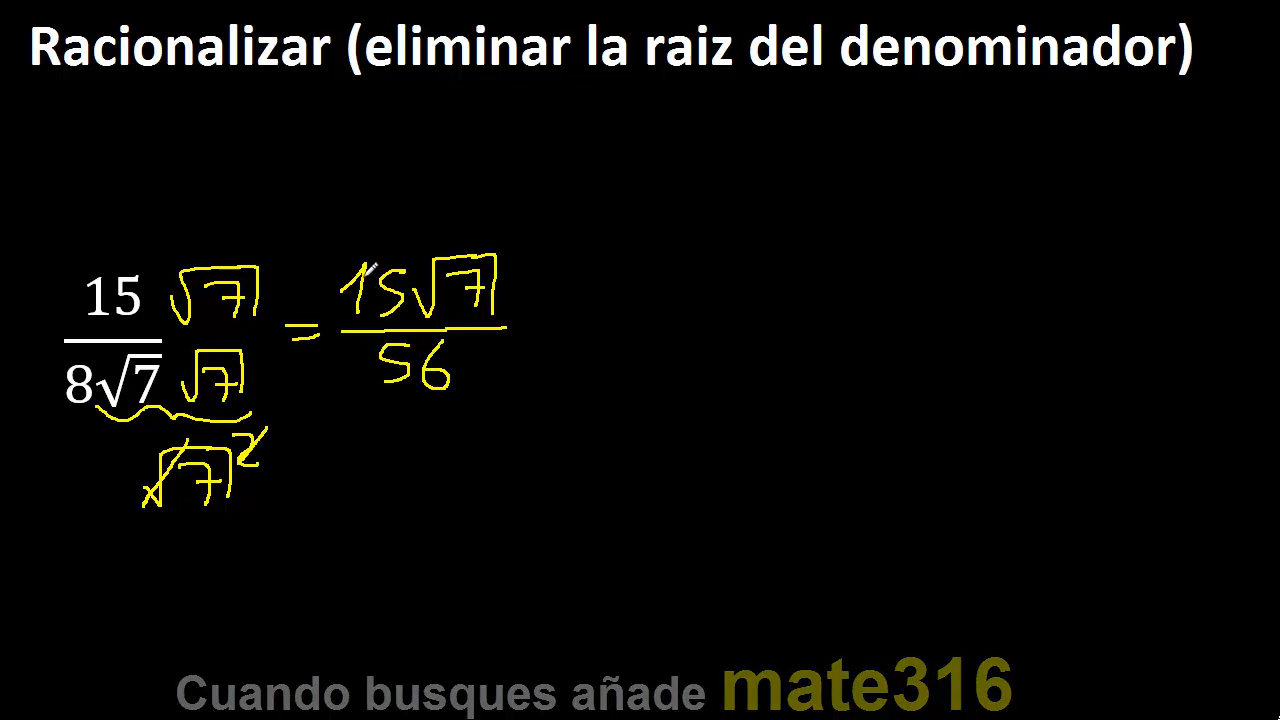 Racionalizar (eliminar la raiz del denominador)
15 √7 = 15√7
8√7 √7 56
√7²
Cuando busques añade mate316